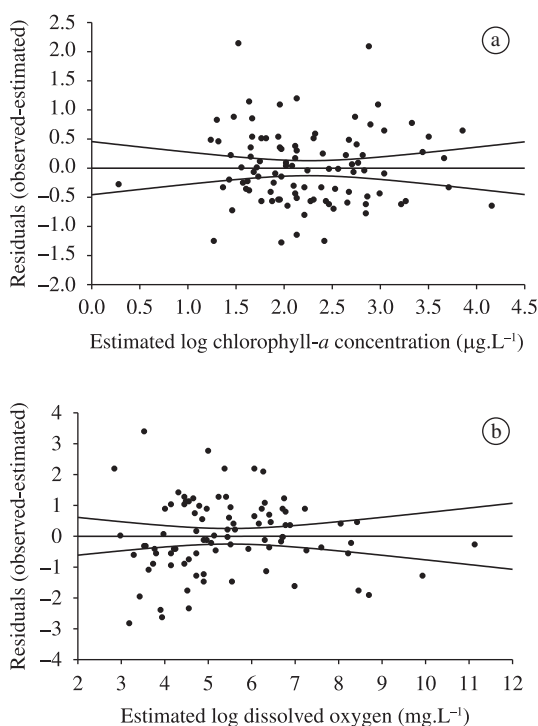 2.5
a
2.0
1.5
1.0
0.5
0.0
−0.5
−1.0
−1.5
−2.0
Residuals (observed-estimated)
0.0 0.5 1.0 1.5 2.0 2.5 3.0 3.5 4.0 4.5
Estimated log chlorophyll-a concentration (µg.L⁻¹)
4
b
3
2
1
0
−1
−2
−3
−4
Residuals (observed-estimated)
2 3 4 5 6 7 8 9 10 11 12
Estimated log dissolved oxygen (mg.L⁻¹)